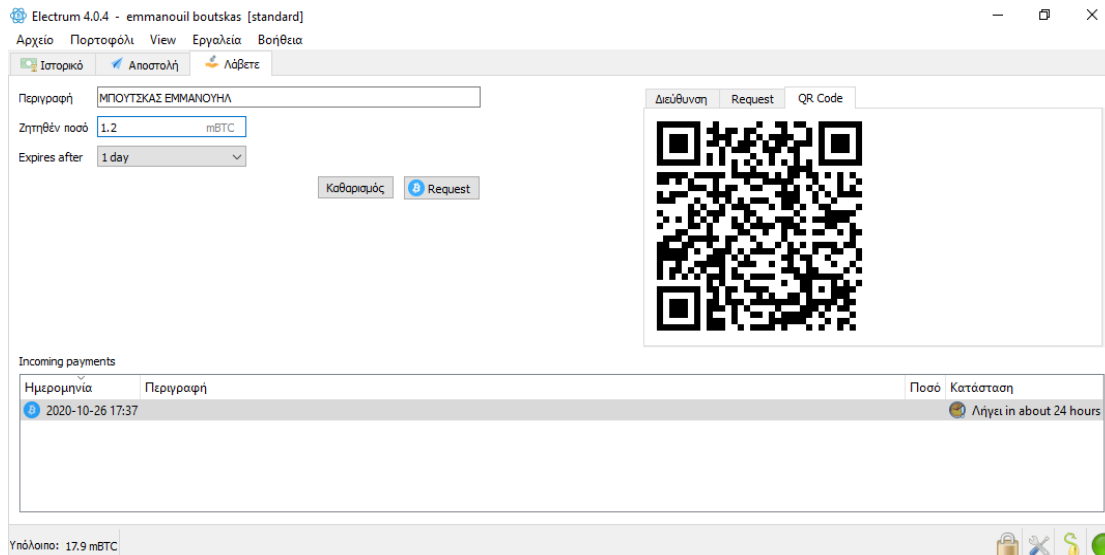 Electrum 4.0.4 - emmanouil boutskas [standard]
Αρχείο Πορτοφόλι View Εργαλεία Βοήθεια
Ιστορικό Αποστολή Λάβετε
Περιγραφή ΜΠΟΥΤΣΚΑΣ ΕΜΜΑΝΟΥΗΛ
Διεύθυνση Request QR Code
Ζητηθέν ποσό 1.2 mBTC
Expires after 1 day
Καθαρισμός Request
Incoming payments
Ημερομηνία Περιγραφή Ποσό Κατάσταση
2020-10-26 17:37 Λήγει in about 24 hours
Υπόλοιπο: 17.9 mBTC